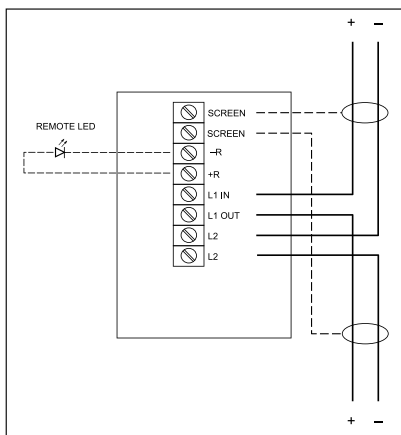 + –
SCREEN
SCREEN
REMOTE LED
–R
+R
L1 IN
L1 OUT
L2
L2
+ –